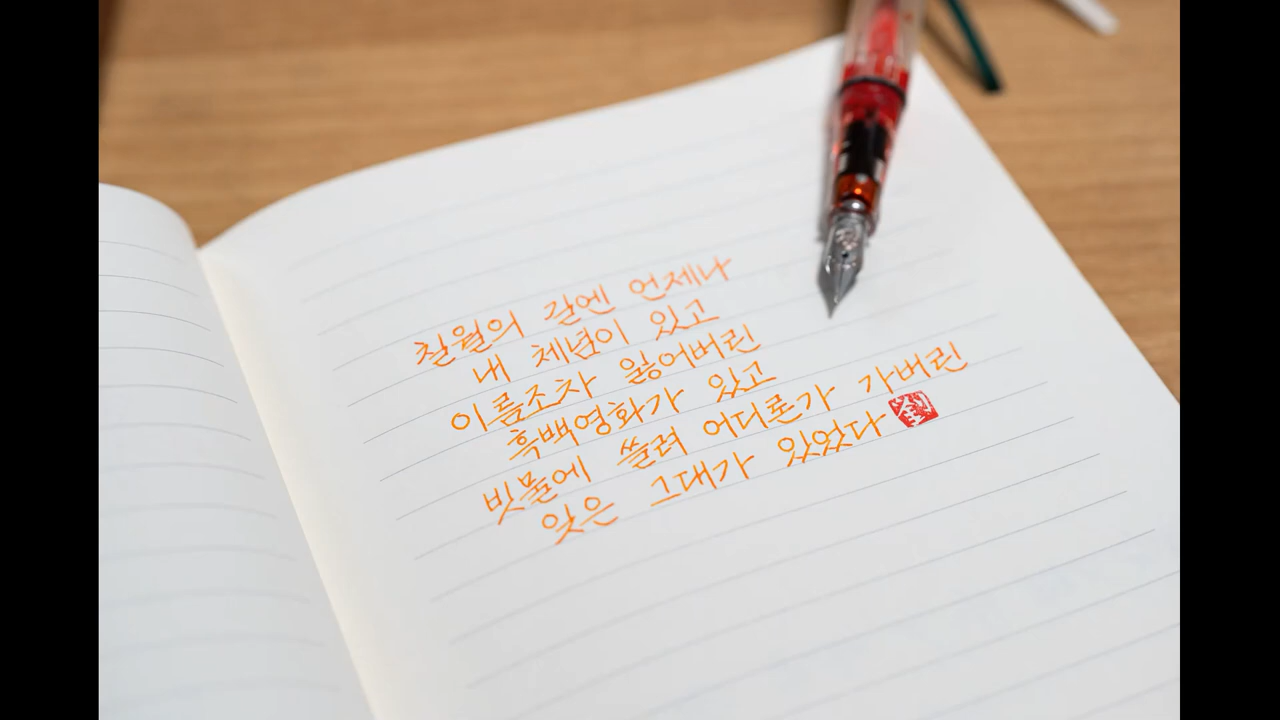 칠월의 길엔 언제나
내 체념이 있고
이름조차 잃어버린
흑백영화가 있고
빗물에 쓸려 어디론가 가버린
잊은 그대가 있었다